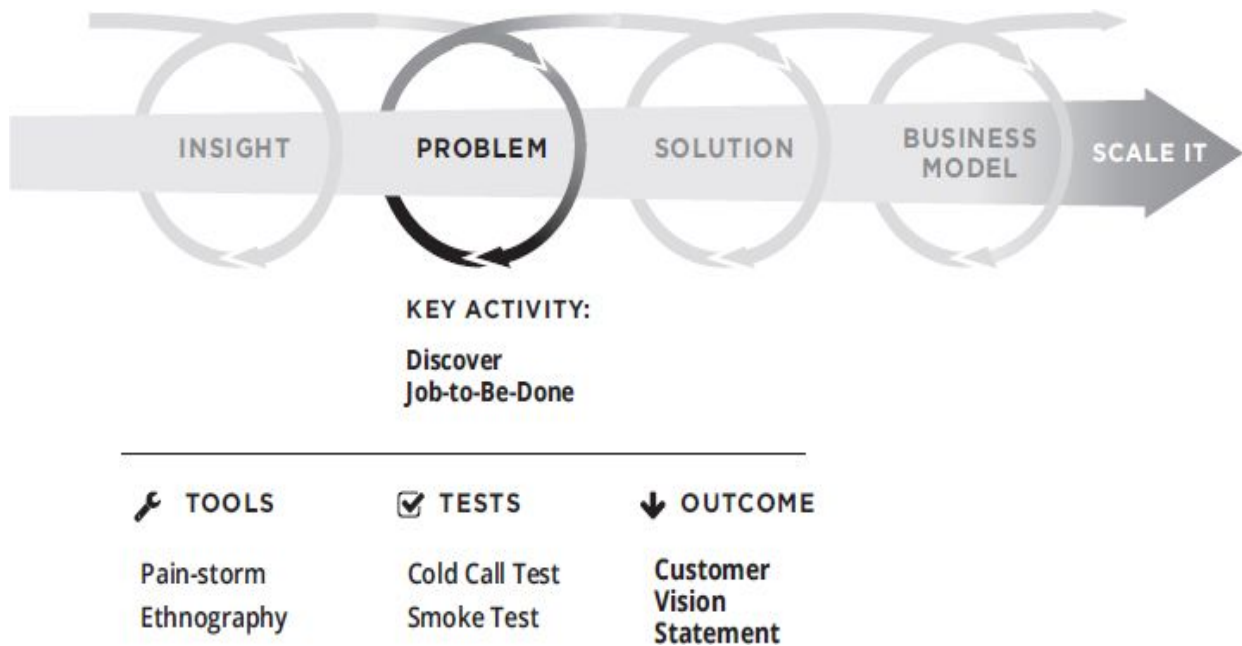 INSIGHT
PROBLEM
SOLUTION
BUSINESS
MODEL
SCALE IT
KEY ACTIVITY:
Discover
Job-to-Be-Done
TOOLS
Pain-storm
Ethnography
TESTS
Cold Call Test
Smoke Test
OUTCOME
Customer
Vision
Statement